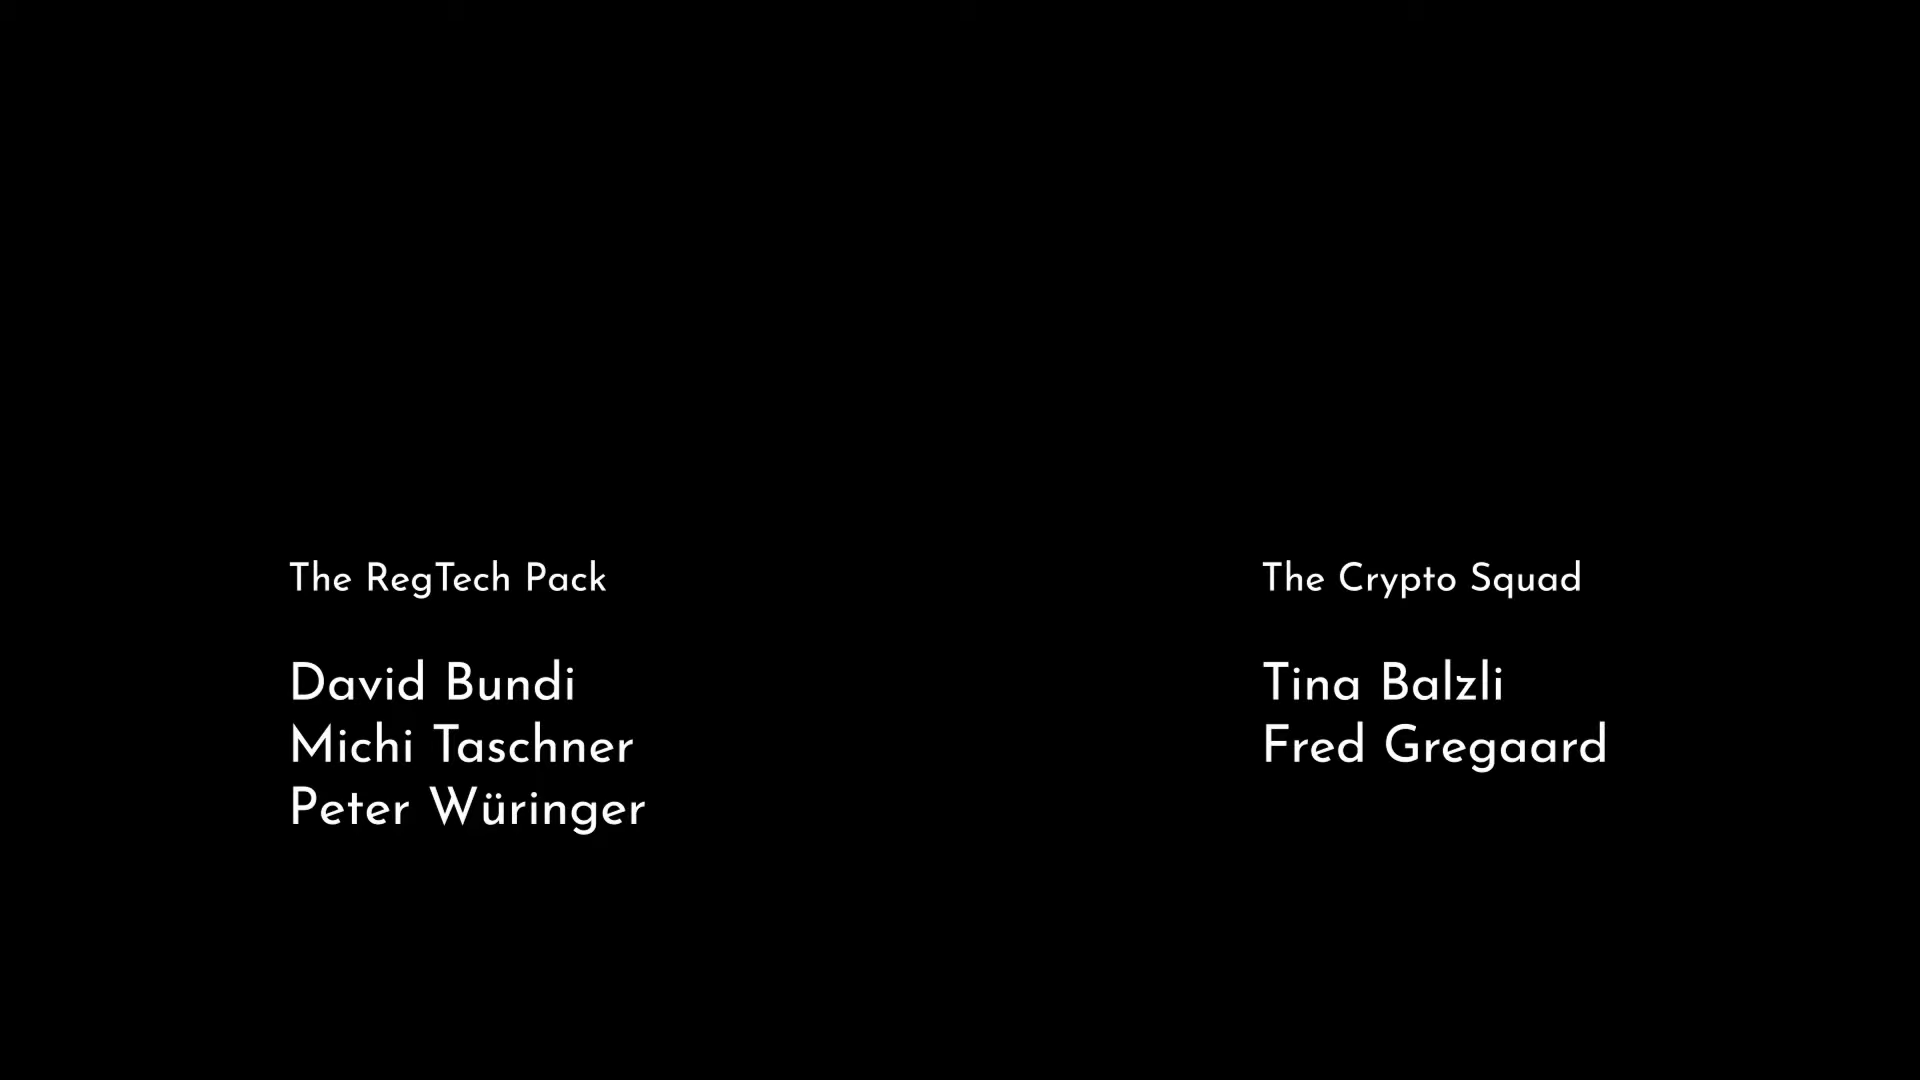 The RegTech Pack
David Bundi
Michi Taschner
Peter Würinger
The Crypto Squad
Tina Balzli
Fred Gregaard